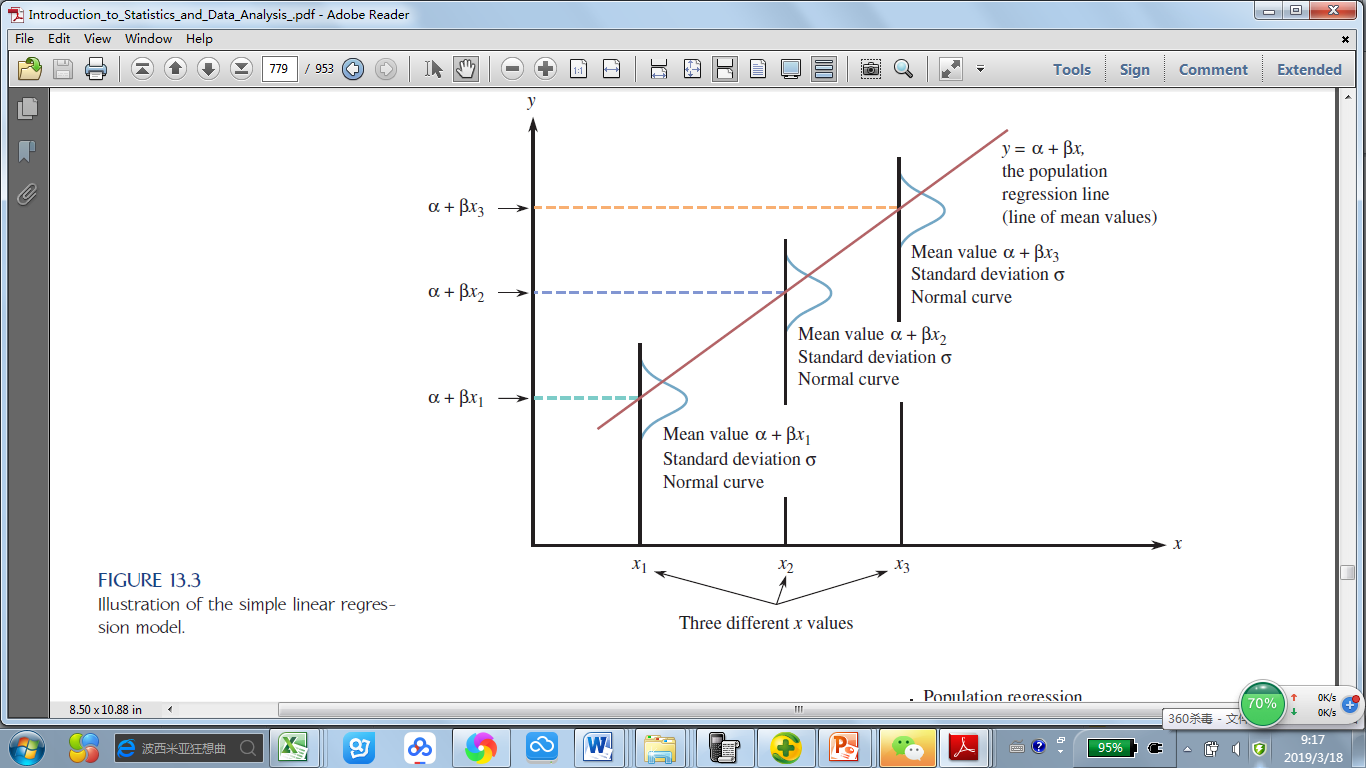 Introduction_to_Statistics_and_Data_Analysis_.pdf - Adobe Reader
File Edit View Window Help
779 / 953
Tools Sign Comment Extended
y
y = α + βx,
the population
regression line
(line of mean values)
α + βx₃
Mean value α + βx₃
Standard deviation σ
Normal curve
α + βx₂
Mean value α + βx₂
Standard deviation σ
Normal curve
α + βx₁
Mean value α + βx₁
Standard deviation σ
Normal curve
x
x₁ x₂ x₃
Three different x values
FIGURE 13.3
Illustration of the simple linear regres-
sion model.
Population regression
8.50 x 10.88 in
70%
0K/s
0K/s
360杀毒 - 文件
波西米亚狂想曲
95%
9:17
2019/3/18